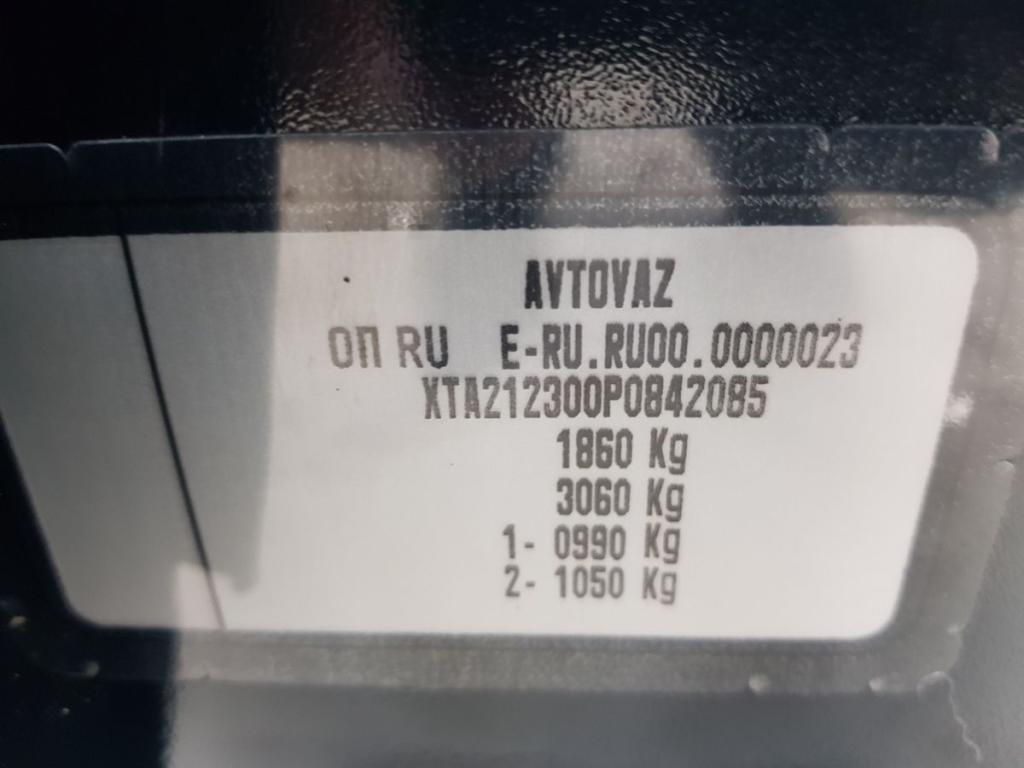 AVTOVAZ
ОП RU E-RU.RU00.0000023
XTA212300P0842085
1860 Kg
3060 Kg
1- 0990 Kg
2- 1050 Kg